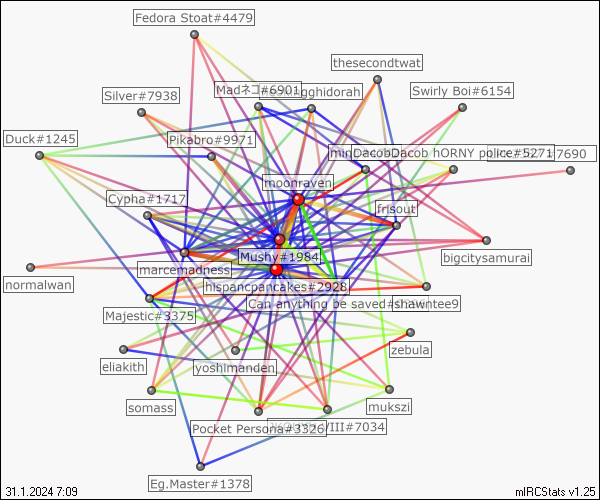 Fedora Stoat#4479
thesecondtwat
Madネコ#6901
gghidorah
Swirly Boi#6154
Silver#7938
Duck#1245
Pikabro#9971
DacobDacob
hORNY police#5271
7690
moonraven
Cypha#1717
frisout
Mushy#1984
bigcitysamurai
marcemadness
normalwan
hispancpancakes#2928
Can anything be saved
shawntee9
Majestic#3375
zebula
eliakith
yoshimanden
somass
mukszi
Pocket Persona#3326
VIII#7034
Eg.Master#1378
31.1.2024 7:09
mIRCStats v1.25